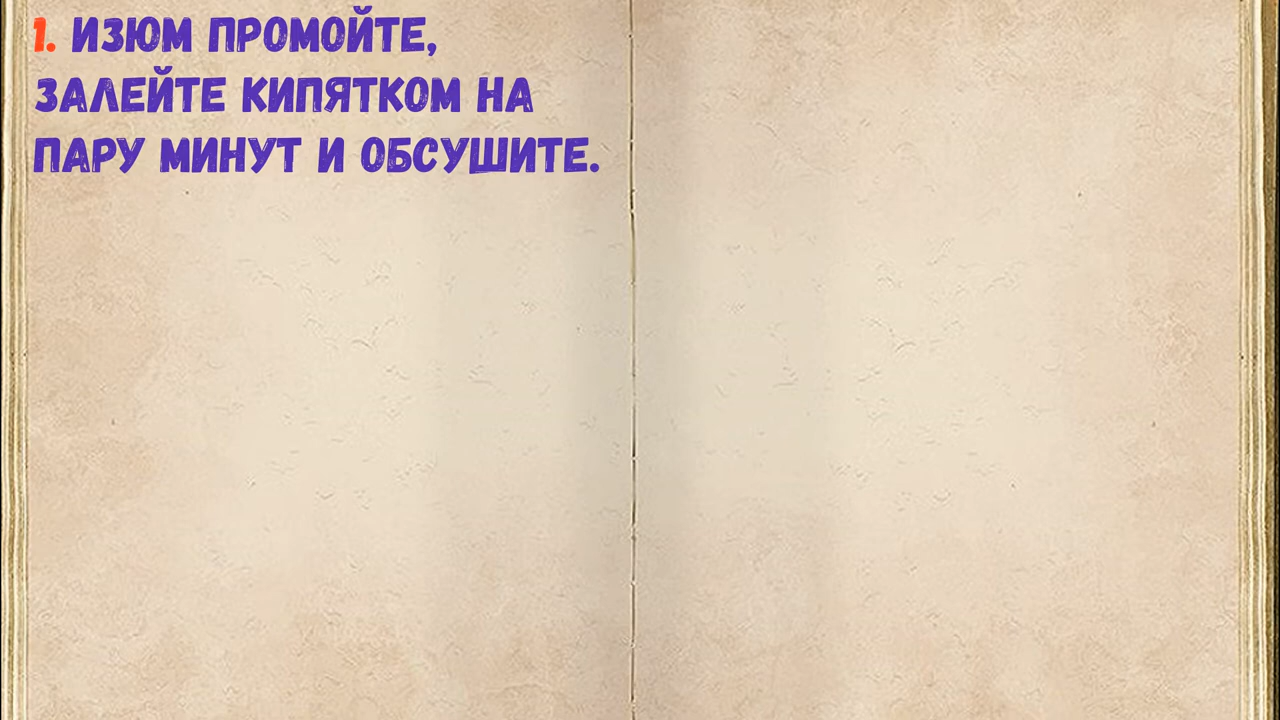 1. ИЗЮМ ПРОМОЙТЕ,
ЗАЛЕЙТЕ КИПЯТКОМ НА
ПАРУ МИНУТ И ОБСУШИТЕ.